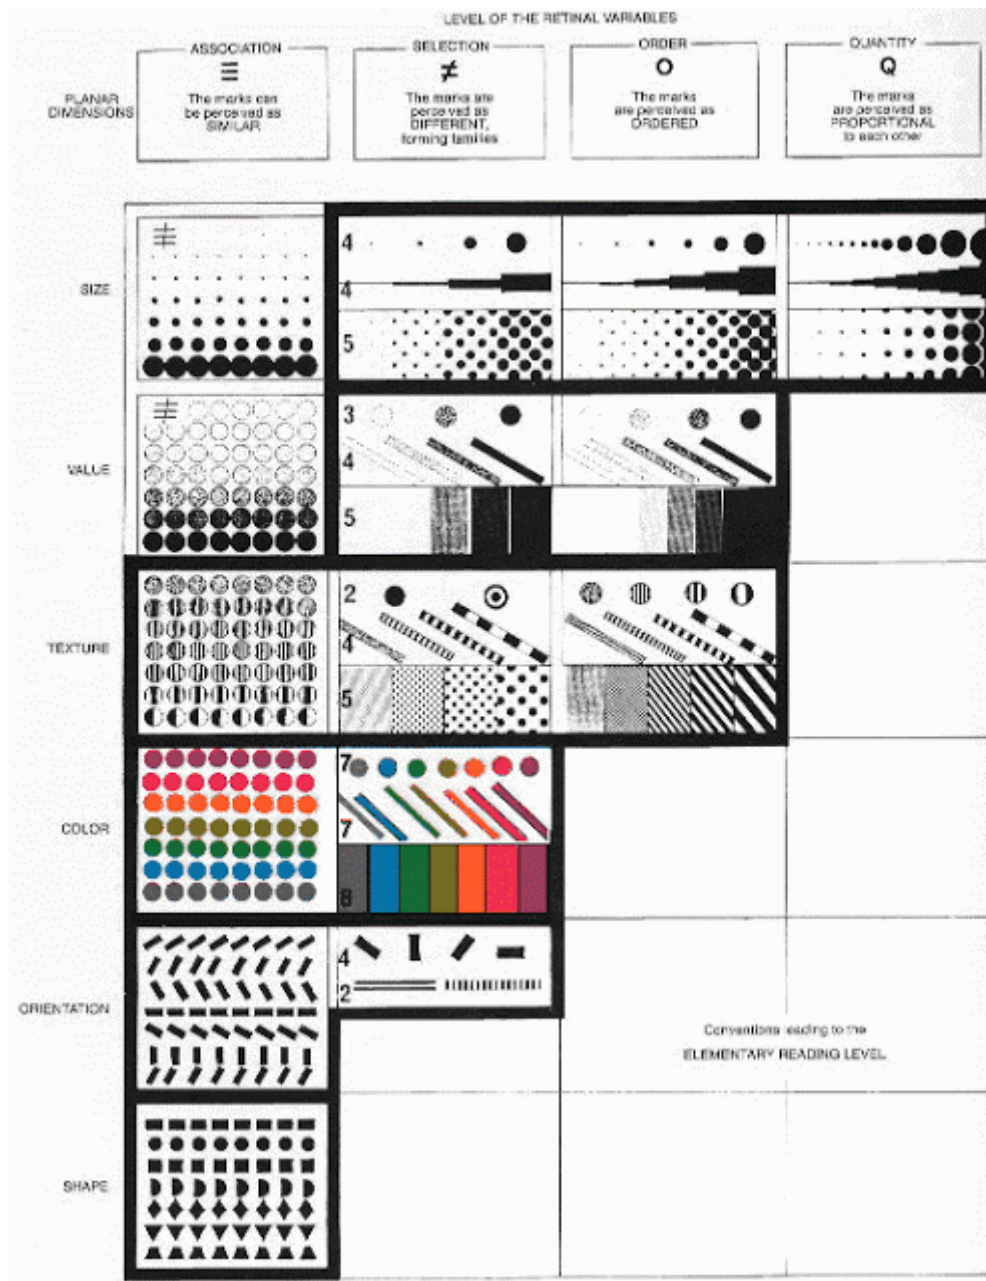 LEVEL OF THE RETINAL VARIABLES
PLANAR
DIMENSIONS
ASSOCIATION
≡
The marks can
be perceived as
SIMILAR
SELECTION
≠
The marks are
perceived as
DIFFERENT,
forming families
ORDER
O
The marks
are perceived as
ORDERED
QUANTITY
Q
The marks
are perceived as
PROPORTIONAL
to each other
SIZE
4
4
5
VALUE
3
4
5
TEXTURE
2
4
5
COLOR
7
7
8
ORIENTATION
4
2
Conventions leading to the
ELEMENTARY READING LEVEL
SHAPE